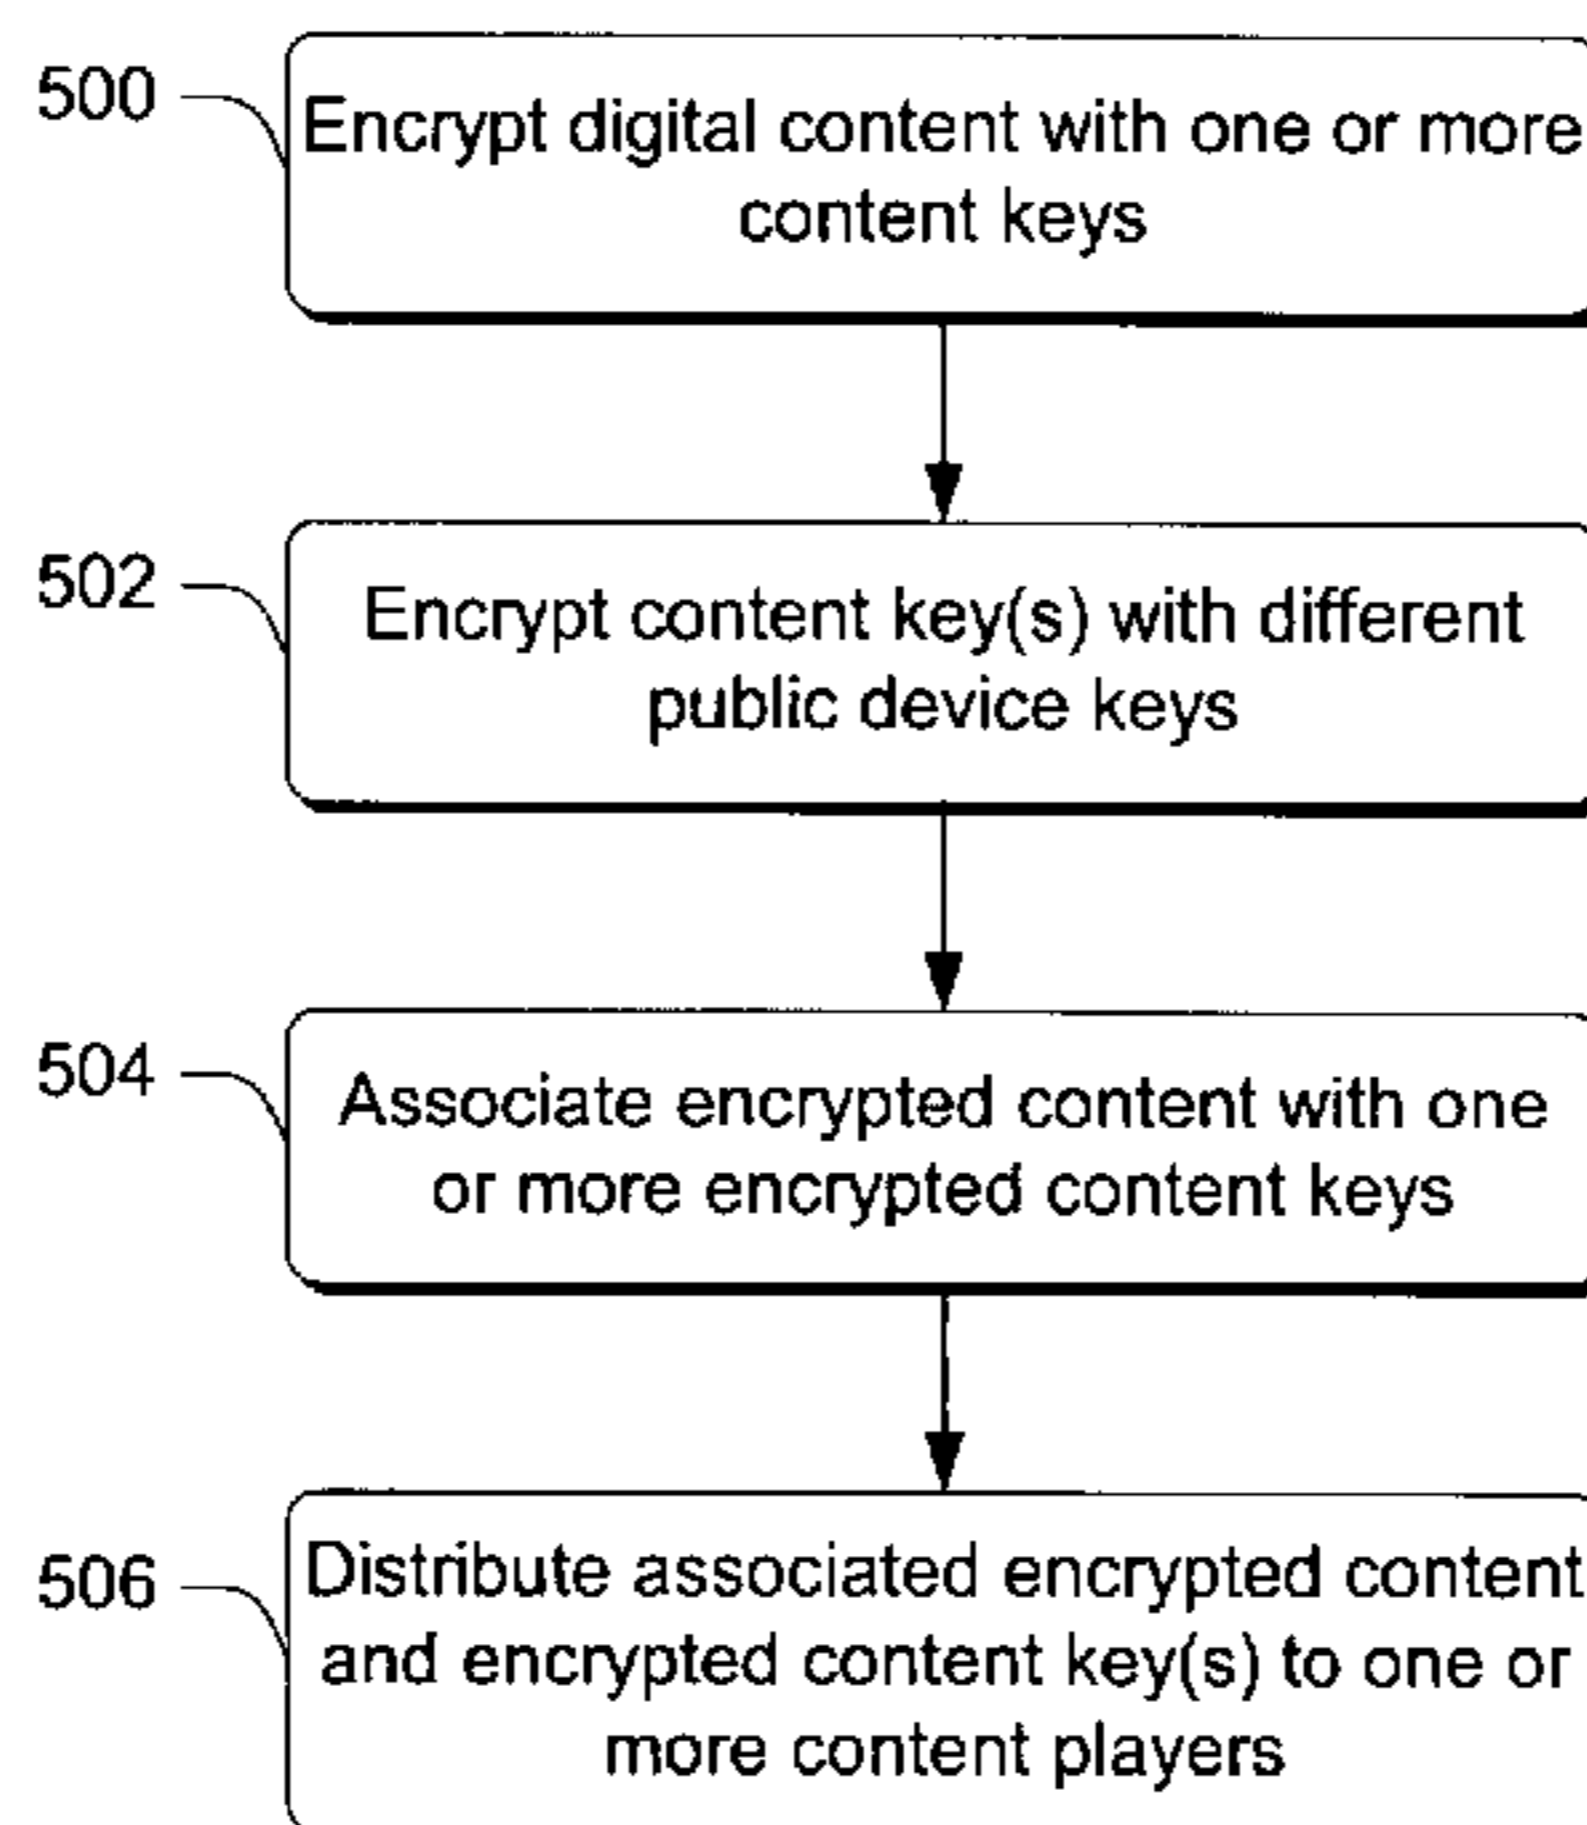 500
Encrypt digital content with one or more
content keys
502
Encrypt content key(s) with different
public device keys
504
Associate encrypted content with one
or more encrypted content keys
506
Distribute associated encrypted content
and encrypted content key(s) to one or
more content players